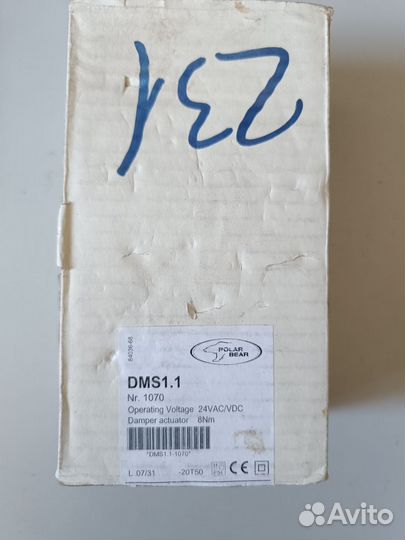 231
84026-68
POLAR
BEAR
DMS1.1
Nr. 1070
Operating Voltage 24VAC/VDC
Damper actuator 8Nm
*DMS1.1-1070*
L 07/31 -20T50 CE
Avito